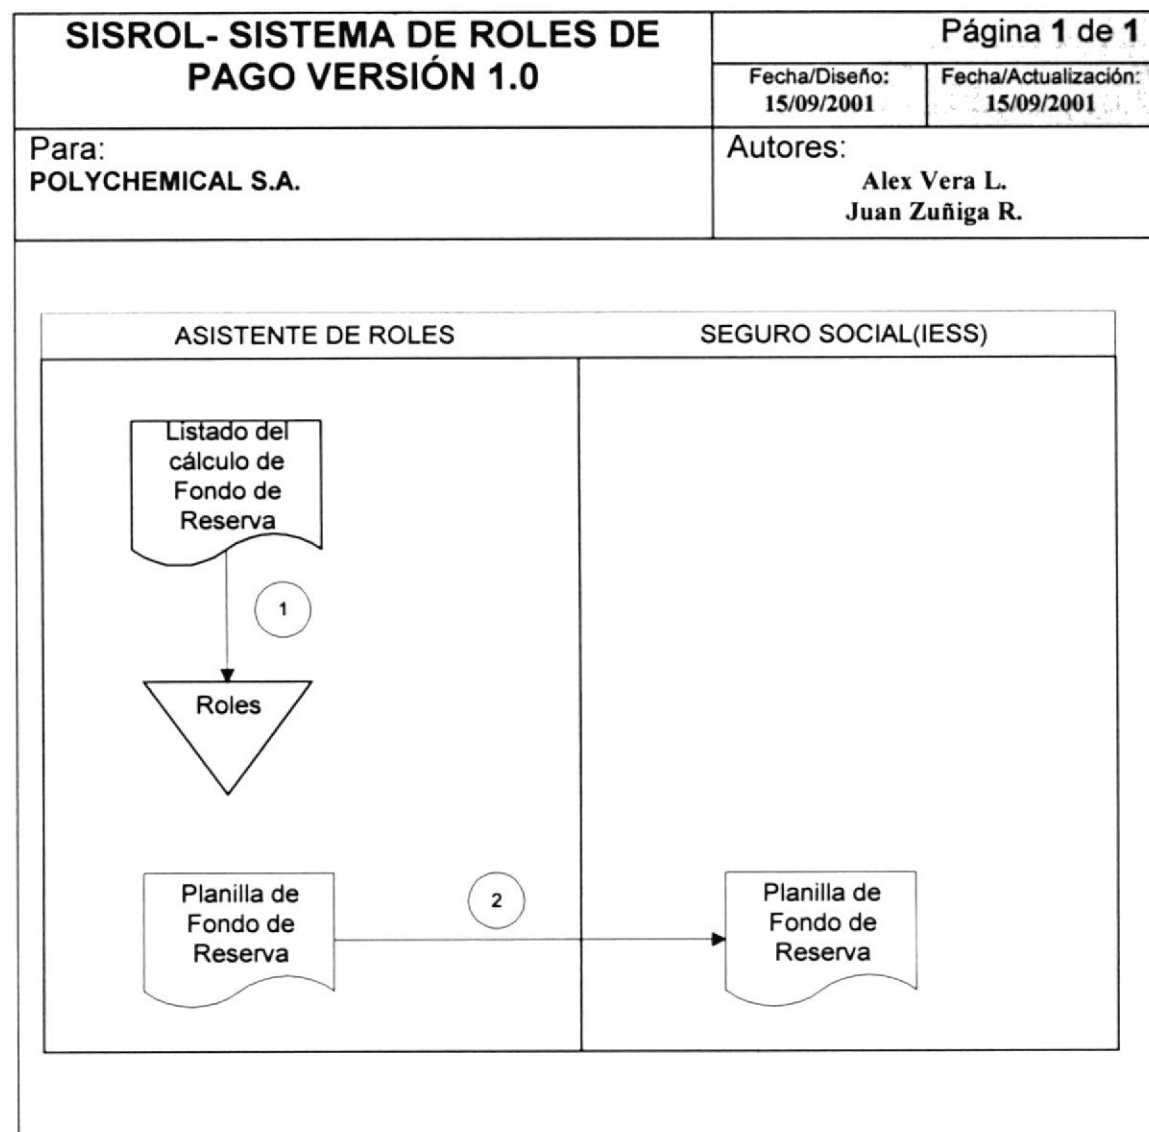 SISROL- SISTEMA DE ROLES DE
PAGO VERSIÓN 1.0
Página 1 de 1
Fecha/Diseño:
15/09/2001
Fecha/Actualización:
15/09/2001
Para:
POLYCHEMICAL S.A.
Autores:
Alex Vera L.
Juan Zuñiga R.
ASISTENTE DE ROLES
SEGURO SOCIAL(IESS)
Listado del
cálculo de
Fondo de
Reserva
1
Roles
Planilla de
Fondo de
Reserva
2
Planilla de
Fondo de
Reserva